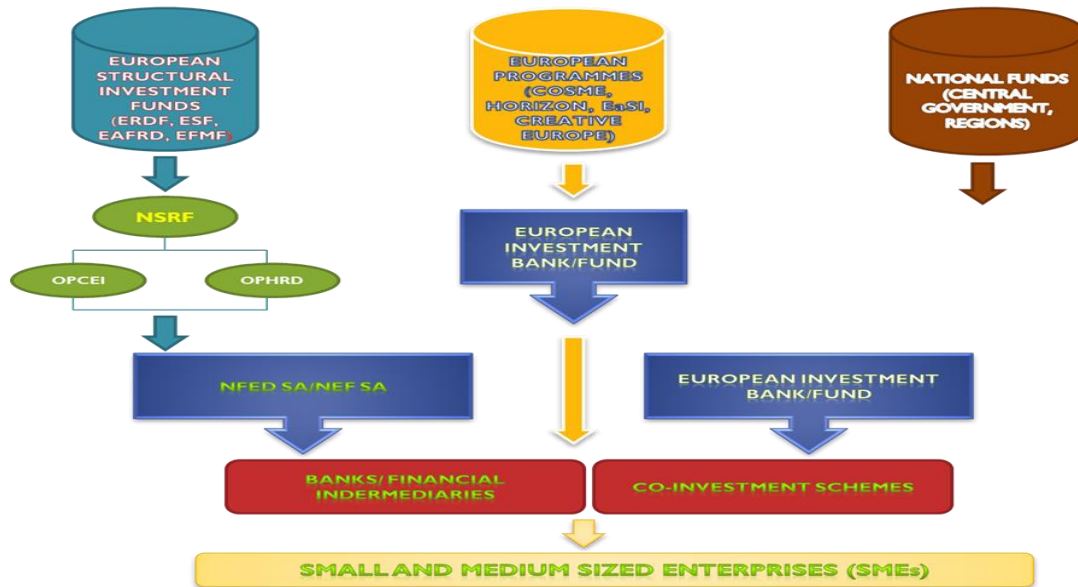 EUROPEAN
STRUCTURAL
INVESTMENT
FUNDS
(ERDF, ESF,
EAFRD, EFMF)
EUROPEAN
PROGRAMMES
(COSME,
HORIZON, EaSI,
CREATIVE
EUROPE)
NATIONAL FUNDS
(CENTRAL
GOVERNMENT,
REGIONS)
NSRF
OPCEI
OPHRD
EUROPEAN
INVESTMENT
BANK/FUND
NFED SA/NEF SA
EUROPEAN INVESTMENT
BANK/FUND
BANKS/ FINANCIAL
INDERMEDIARIES
CO-INVESTMENT SCHEMES
SMALL AND MEDIUM SIZED ENTERPRISES (SMEs)